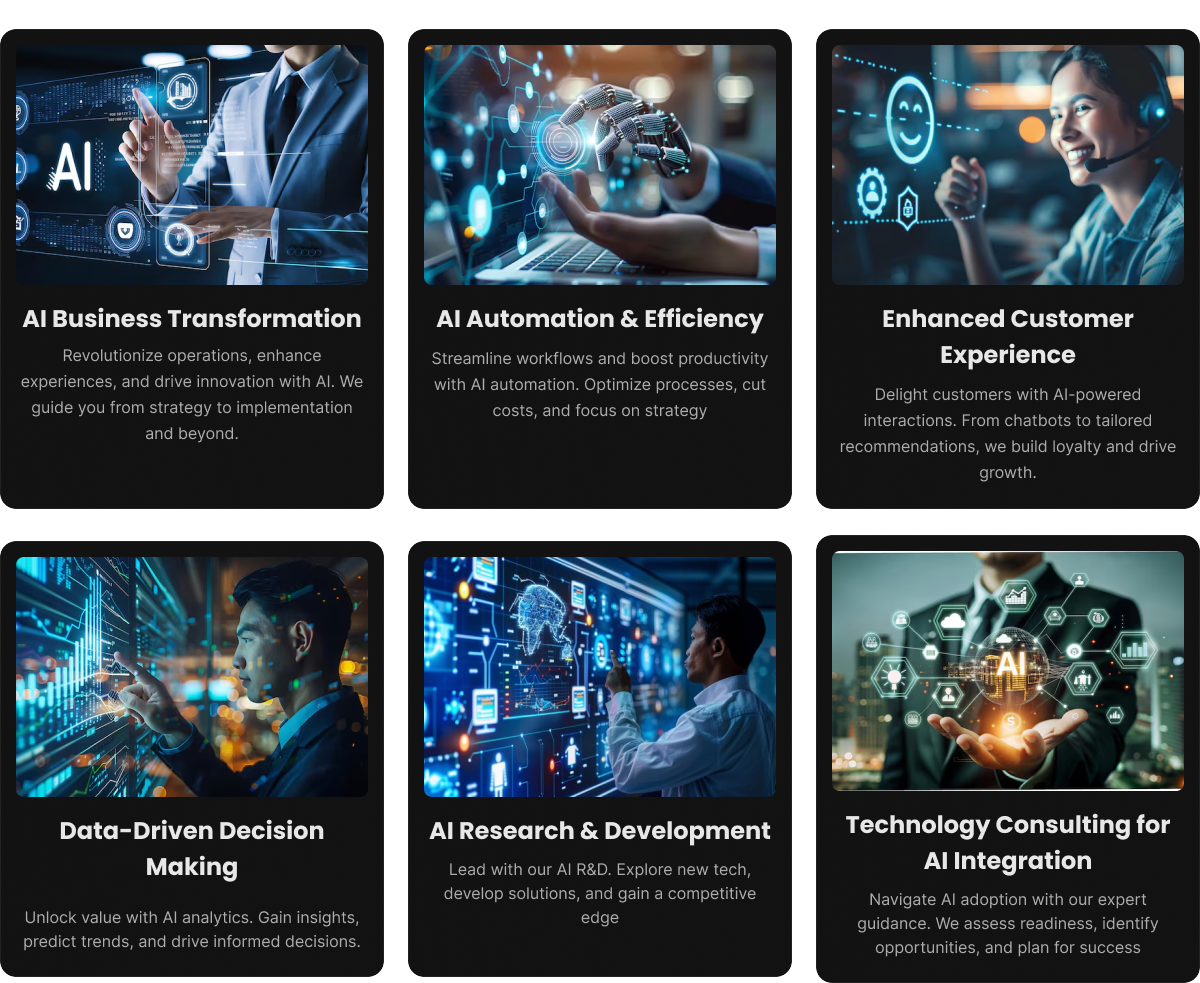 AI
AI Business Transformation
Revolutionize operations, enhance
experiences, and drive innovation with AI. We
guide you from strategy to implementation
and beyond.
AI Automation & Efficiency
Streamline workflows and boost productivity
with AI automation. Optimize processes, cut
costs, and focus on strategy
Enhanced Customer
Experience
Delight customers with AI-powered
interactions. From chatbots to tailored
recommendations, we build loyalty and drive
growth.
Data-Driven Decision
Making
Unlock value with AI analytics. Gain insights,
predict trends, and drive informed decisions.
AI Research & Development
Lead with our AI R&D. Explore new tech,
develop solutions, and gain a competitive
edge
AI
Technology Consulting for
AI Integration
Navigate AI adoption with our expert
guidance. We assess readiness, identify
opportunities, and plan for success